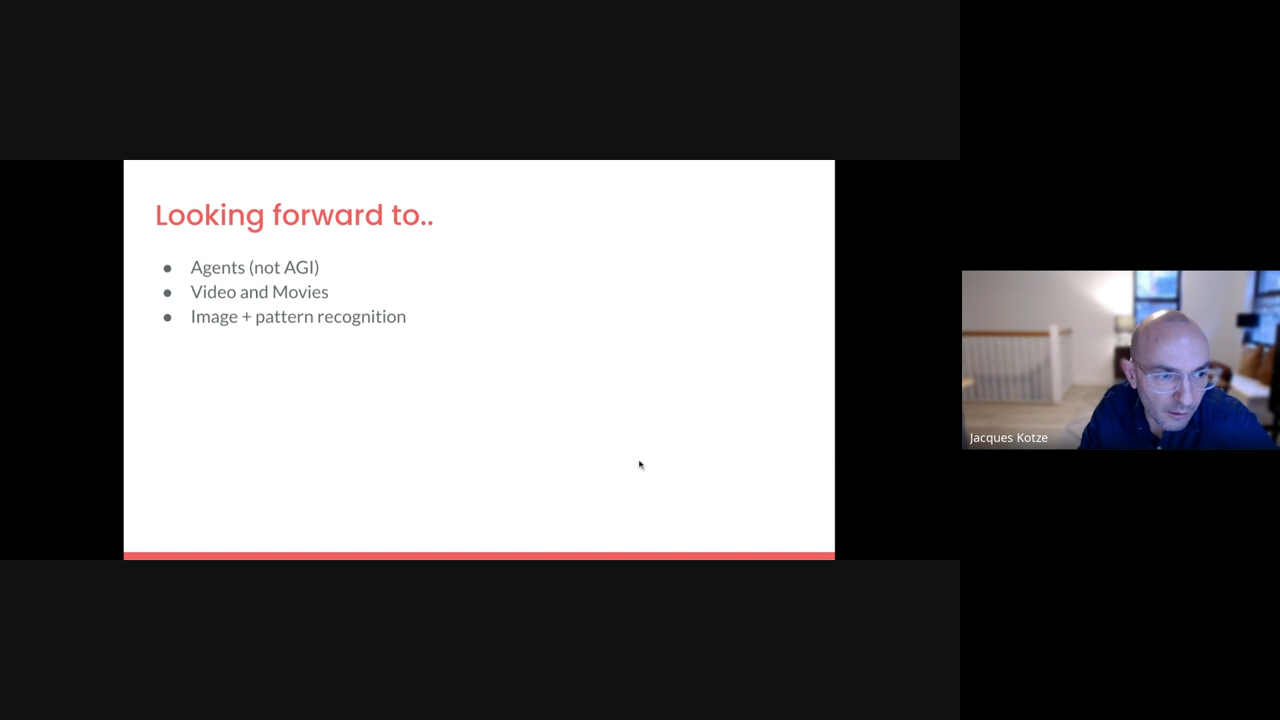 Looking forward to..
● Agents (not AGI)
● Video and Movies
● Image + pattern recognition
Jacques Kotze